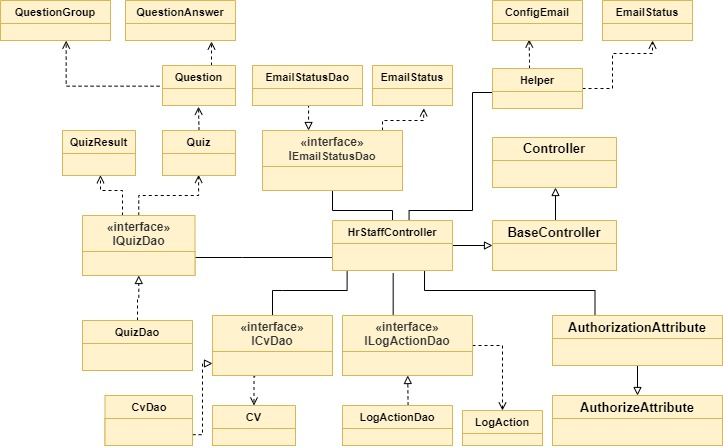 QuestionGroup
QuestionAnswer
ConfigEmail
EmailStatus
Question
EmailStatusDao
EmailStatus
Helper
QuizResult
Quiz
«interface»
IEmailStatusDao
Controller
«interface»
IQuizDao
HrStaffController
BaseController
QuizDao
«interface»
ICvDao
«interface»
ILogActionDao
AuthorizationAttribute
CvDao
CV
LogActionDao
LogAction
AuthorizeAttribute